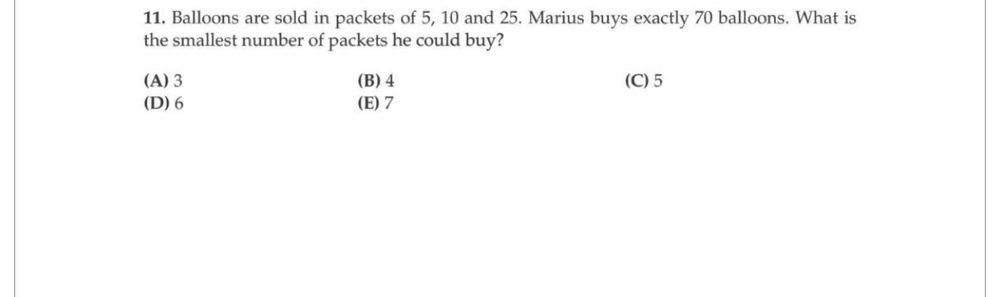 11. Balloons are sold in packets of 5, 10 and 25. Marius buys exactly 70 balloons. What is
the smallest number of packets he could buy?
(A) 3 (B) 4 (C) 5
(D) 6 (E) 7